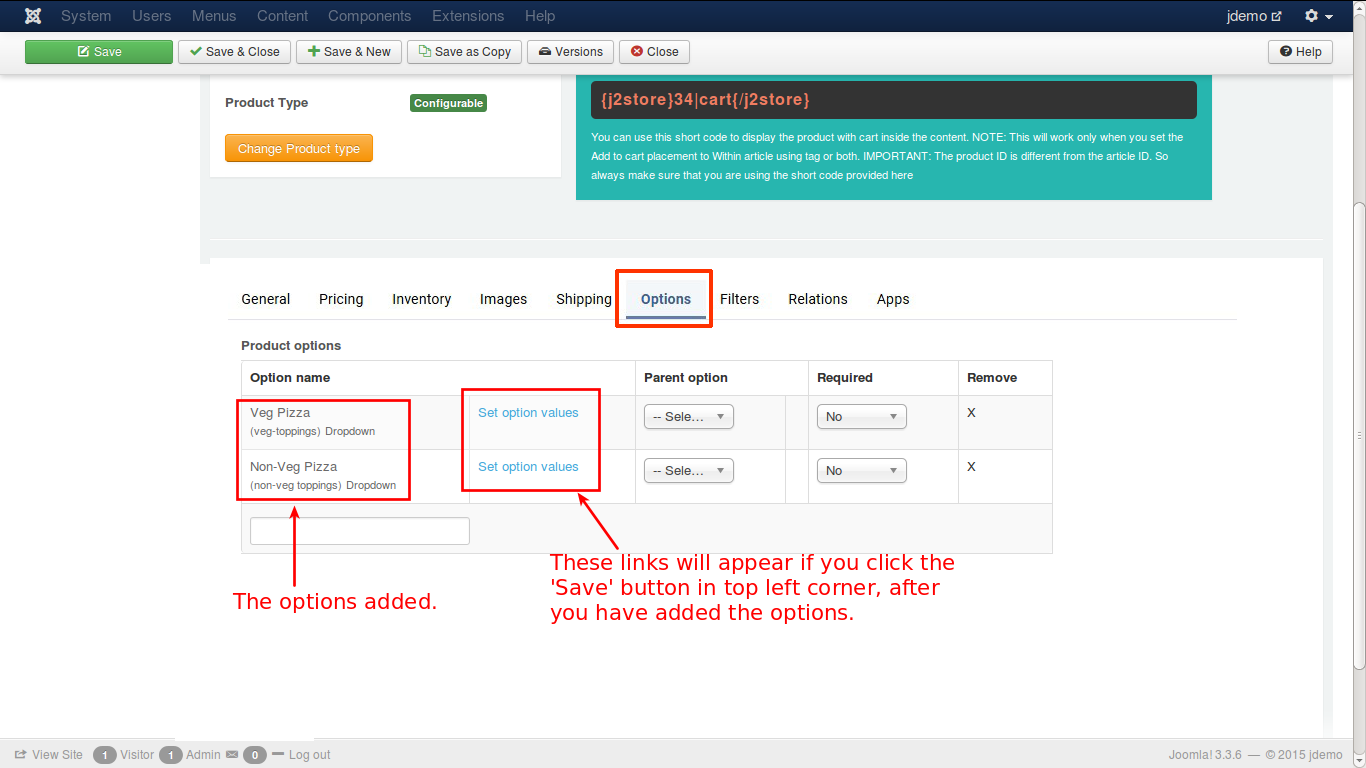 System Users Menus Content Components Extensions Help jdemo
Save Save & Close Save & New Save as Copy Versions Close Help
Product Type Configurable
Change Product type
{j2store}34|cart{/j2store}
You can use this short code to display the product with cart inside the content. NOTE: This will work only when you set the
Add to cart placement to Within article using tag or both. IMPORTANT: The product ID is different from the article ID. So
always make sure that you are using the short code provided here
General Pricing Inventory Images Shipping Options Filters Relations Apps
Product options
Option name Parent option Required Remove
Veg Pizza Set option values -- Sele... No X
(veg-toppings) Dropdown
Non-Veg Pizza Set option values -- Sele... No X
(non-veg toppings) Dropdown
The options added.
These links will appear if you click the
'Save' button in top left corner, after
you have added the options.
View Site 1 Visitor 1 Admin 0 Log out Joomla! 3.3.6 — © 2015 jdemo